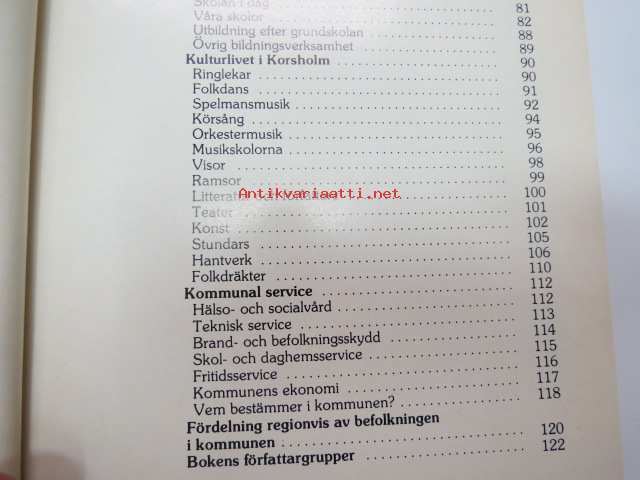 Skolan i dag 81
Våra skolor 82
Utbildning efter grundskolan 88
Övrig bildningsverksamhet 89
Kulturlivet i Korsholm 90
Ringlekar 90
Folkdans 91
Spelmansmusik 92
Körsång 94
Orkestermusik 95
Musikskolorna 96
Visor 98
Ramsor 99
Antikvariaatti.net
100
Teater 101
Konst 102
Stundars 105
Hantverk 106
Folkdräkter 110
Kommunal service 112
Hälso- och socialvård 112
Teknisk service 113
Brand- och befolkningsskydd 114
Skol- och daghemsservice 115
Fritidsservice 116
Kommunens ekonomi 117
Vem bestämmer i kommunen? 118
Fördelning regionvis av befolkningen
i kommunen 120
Bokens författargrupper 122